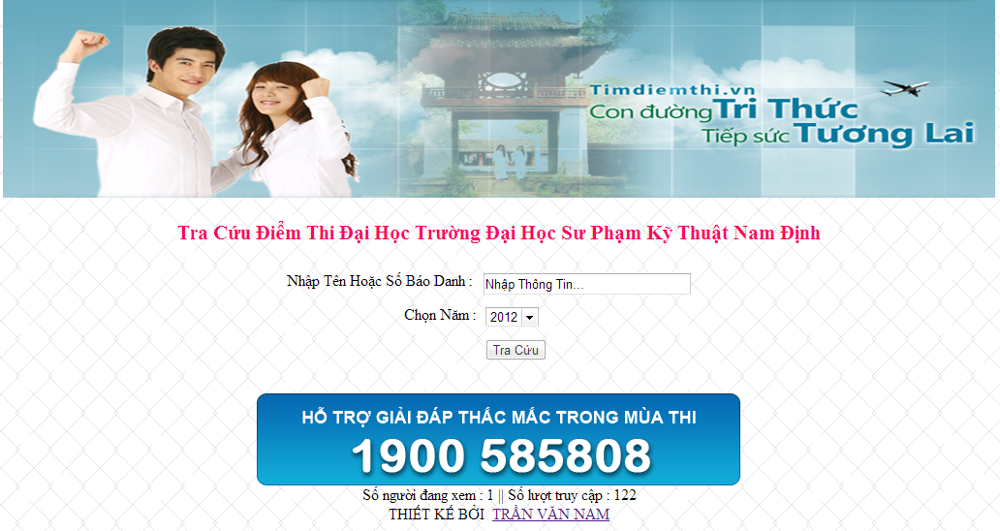 Timdiemthi.vn
Con đường Tri Thức
Tiếp sức Tương Lai
Tra Cứu Điểm Thi Đại Học Trường Đại Học Sư Phạm Kỹ Thuật Nam Định
Nhập Tên Hoặc Số Báo Danh : Nhập Thông Tin...
Chọn Năm : 2012
Tra Cứu
HỖ TRỢ GIẢI ĐÁP THẮC MẮC TRONG MÙA THI
1900 585808
Số người đang xem : 1 || Số lượt truy cập : 122
THIẾT KẾ BỞI TRẦN VĂN NAM